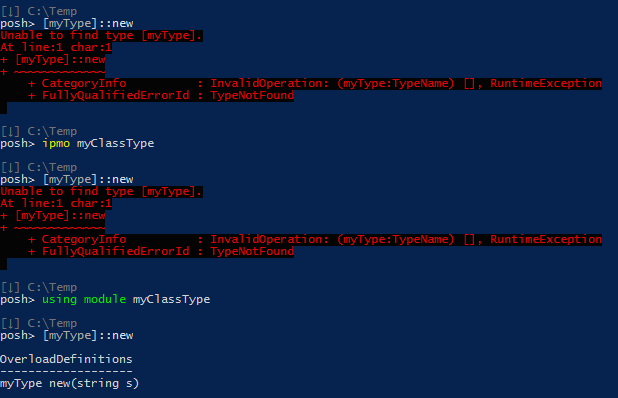 [↓] C:\Temp
posh> [myType]::new
Unable to find type [myType].
At line:1 char:1
+ [myType]::new
+ ~~~~~~~~~~~~~
    + CategoryInfo          : InvalidOperation: (myType:TypeName) [], RuntimeException
    + FullyQualifiedErrorId : TypeNotFound
[↓] C:\Temp
posh> ipmo myClassType
[↓] C:\Temp
posh> [myType]::new
Unable to find type [myType].
At line:1 char:1
+ [myType]::new
+ ~~~~~~~~~~~~~
    + CategoryInfo          : InvalidOperation: (myType:TypeName) [], RuntimeException
    + FullyQualifiedErrorId : TypeNotFound
[↓] C:\Temp
posh> using module myClassType
[↓] C:\Temp
posh> [myType]::new
OverloadDefinitions
-------------------
myType new(string s)